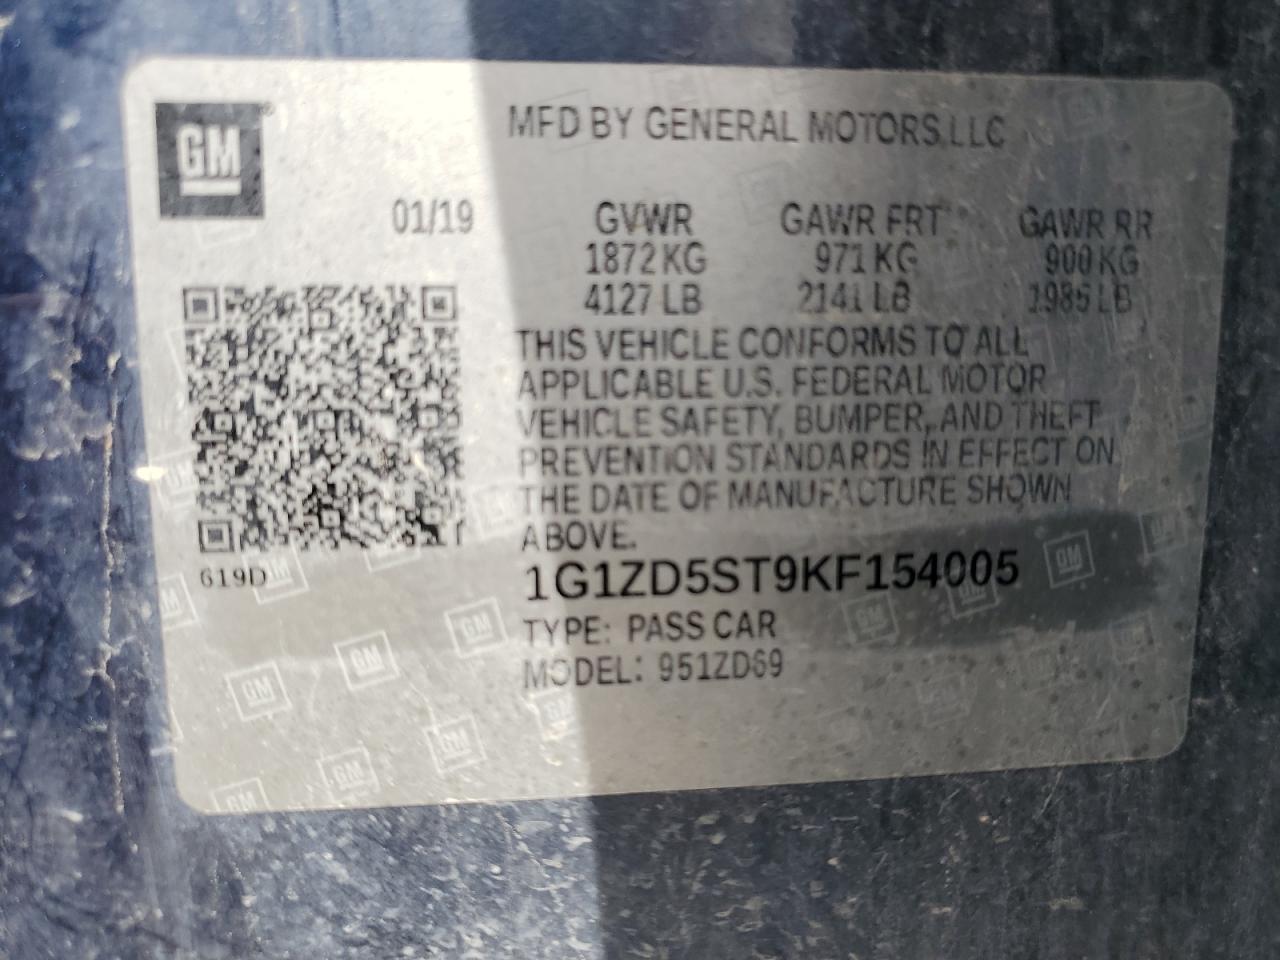 GM
MFD BY GENERAL MOTORS LLC
01/19
GVWR GAWR FRT GAWR RR
1872 KG 971 KG 900 KG
4127 LB 2141 LB 1985 LB
THIS VEHICLE CONFORMS TO ALL
APPLICABLE U.S. FEDERAL MOTOR
VEHICLE SAFETY, BUMPER, AND THEFT
PREVENTION STANDARDS IN EFFECT ON
THE DATE OF MANUFACTURE SHOWN
ABOVE.
619D
1G1ZD5ST9KF154005
TYPE: PASS CAR
MODEL: 951ZD69